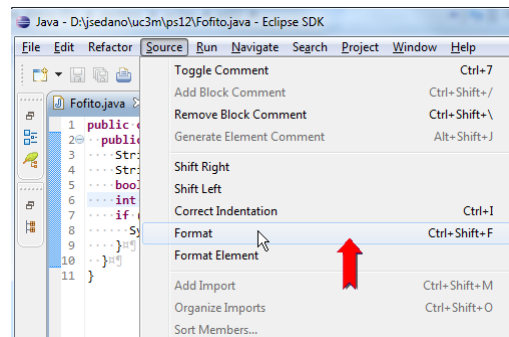 Java - D:\jsedano\uc3m\ps12\Fofito.java - Eclipse SDK
File Edit Refactor Source Run Navigate Search Project Window Help
Toggle Comment Ctrl+7
Add Block Comment Ctrl+Shift+/
Remove Block Comment Ctrl+Shift+\
Generate Element Comment Alt+Shift+J
Shift Right
Shift Left
Correct Indentation Ctrl+I
Format Ctrl+Shift+F
Format Element
Add Import Ctrl+Shift+M
Organize Imports Ctrl+Shift+O
Sort Members...
Fofito.java
1 public
2 public
3 Stri
4 Stri
5 bool
6 int
7 if
8 Sy
9 }
10 }
11 }